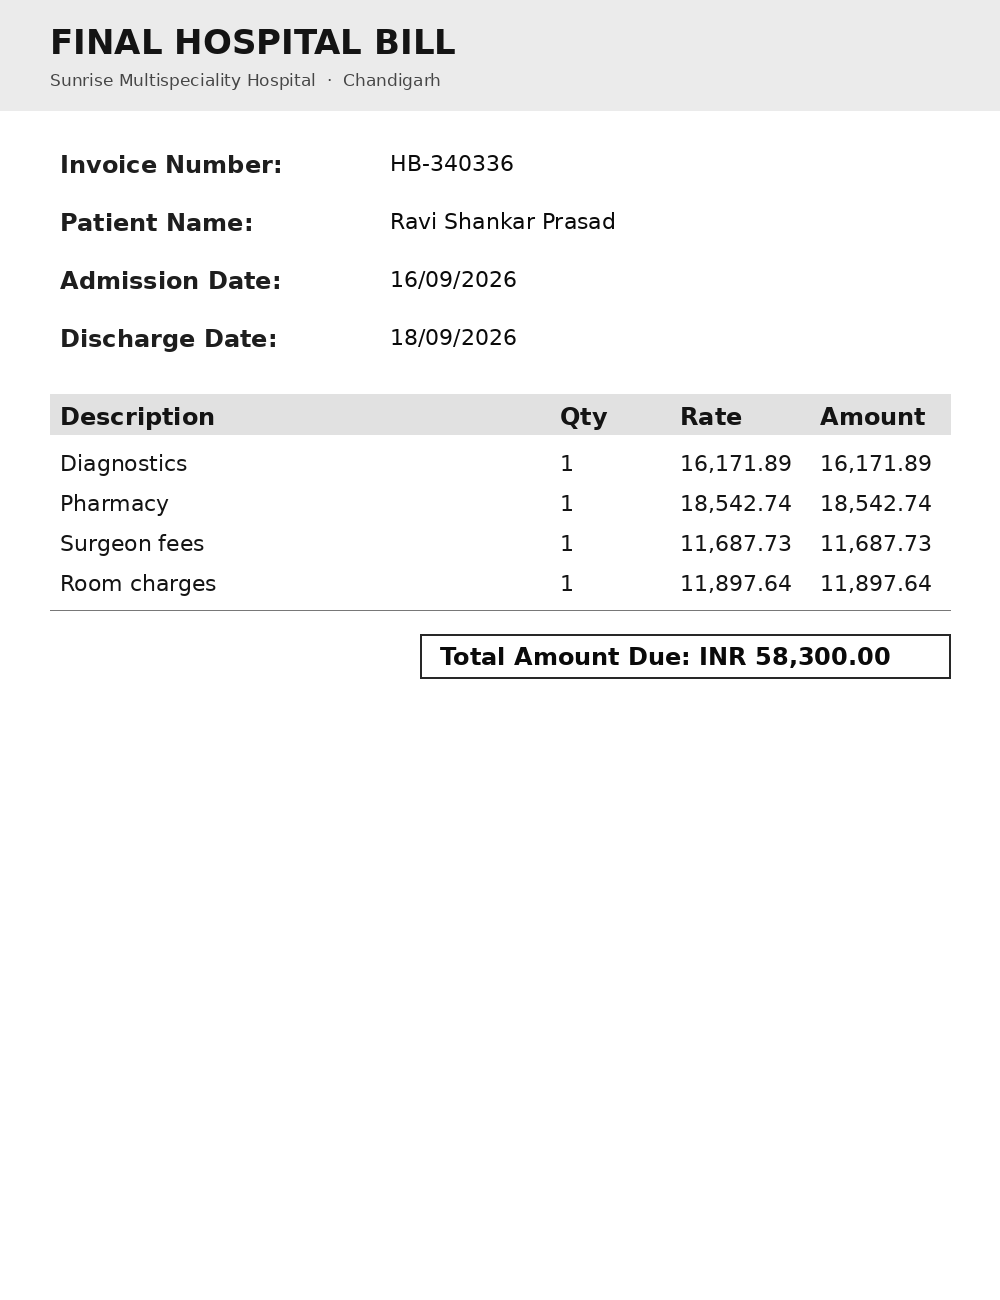 FINAL HOSPITAL BILL
Sunrise Multispeciality Hospital · Chandigarh
Invoice Number: HB-340336
Patient Name: Ravi Shankar Prasad
Admission Date: 16/09/2026
Discharge Date: 18/09/2026
Description Qty Rate Amount
Diagnostics 1 16,171.89 16,171.89
Pharmacy 1 18,542.74 18,542.74
Surgeon fees 1 11,687.73 11,687.73
Room charges 1 11,897.64 11,897.64
Total Amount Due: INR 58,300.00